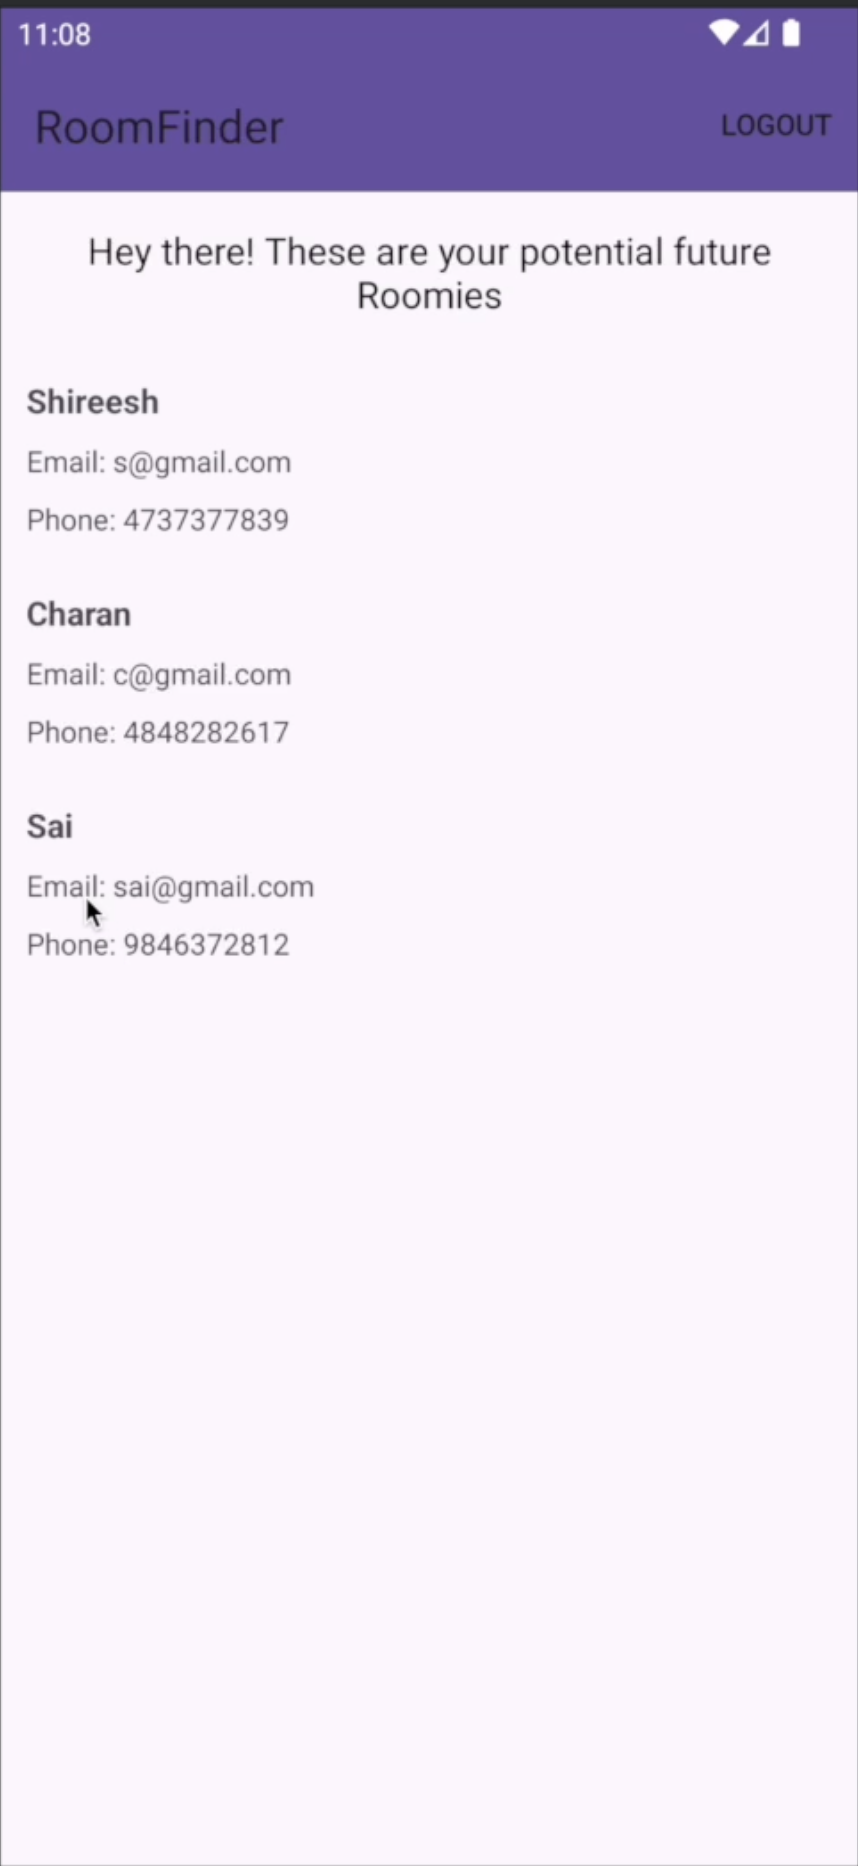 11:08
RoomFinder
LOGOUT
Hey there! These are your potential future
Roomies
Shireesh
Email: s@gmail.com
Phone: 4737377839
Charan
Email: c@gmail.com
Phone: 4848282617
Sai
Email: sai@gmail.com
Phone: 9846372812